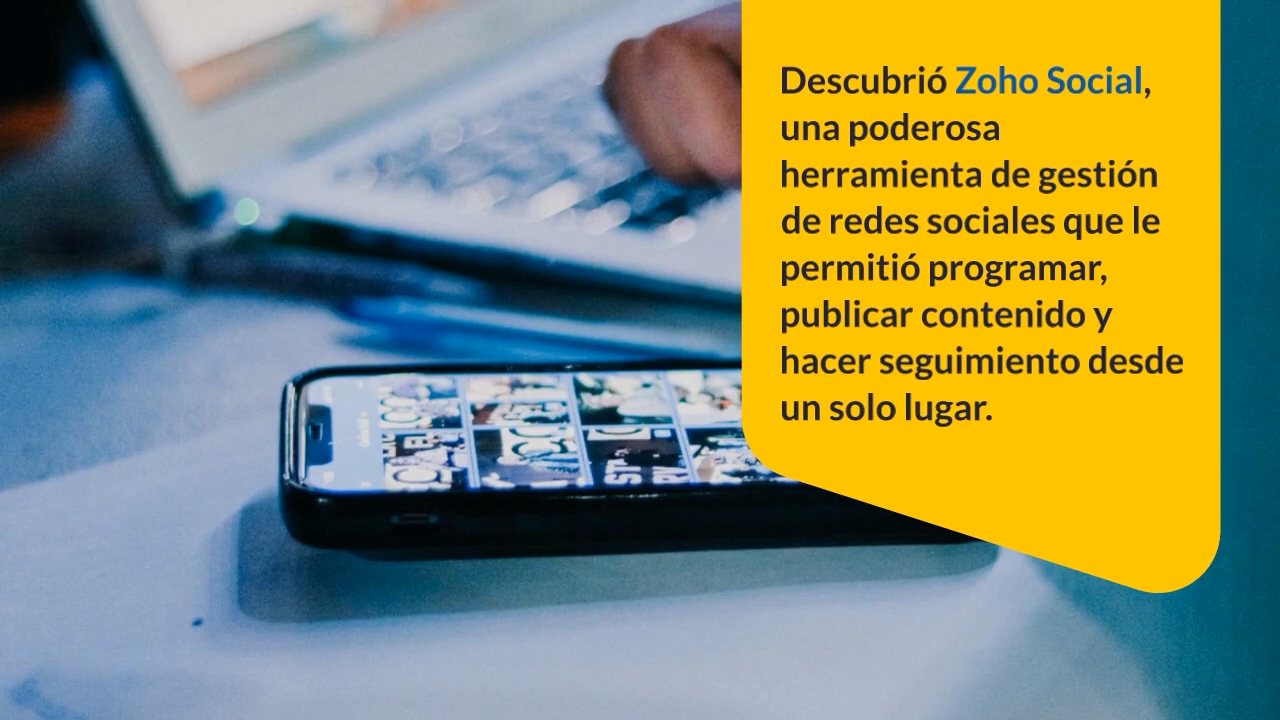 Descubrió Zoho Social,
una poderosa
herramienta de gestión
de redes sociales que le
permitió programar,
publicar contenido y
hacer seguimiento desde
un solo lugar.